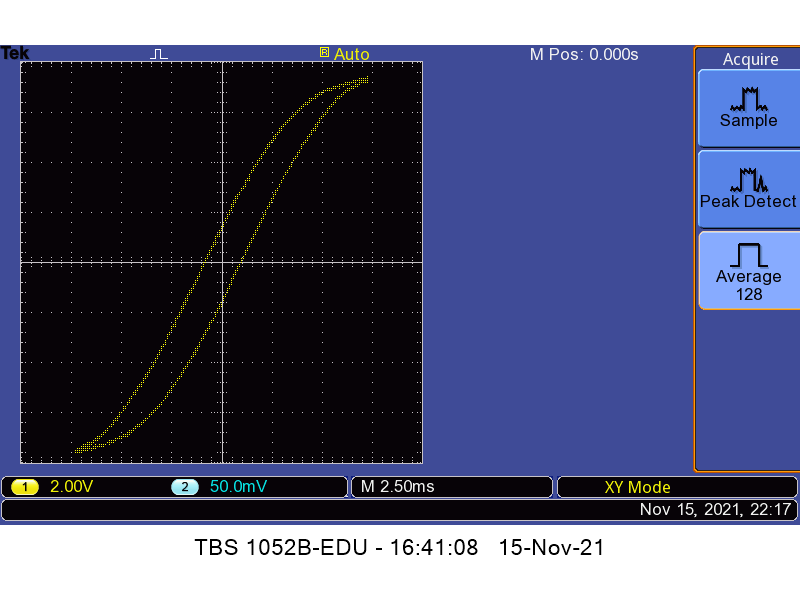 Tek R Auto M Pos: 0.000s
Acquire
Sample
Peak Detect
Average
128
1 2.00V 2 50.0mV M 2.50ms XY Mode
Nov 15, 2021, 22:17
TBS 1052B-EDU - 16:41:08 15-Nov-21